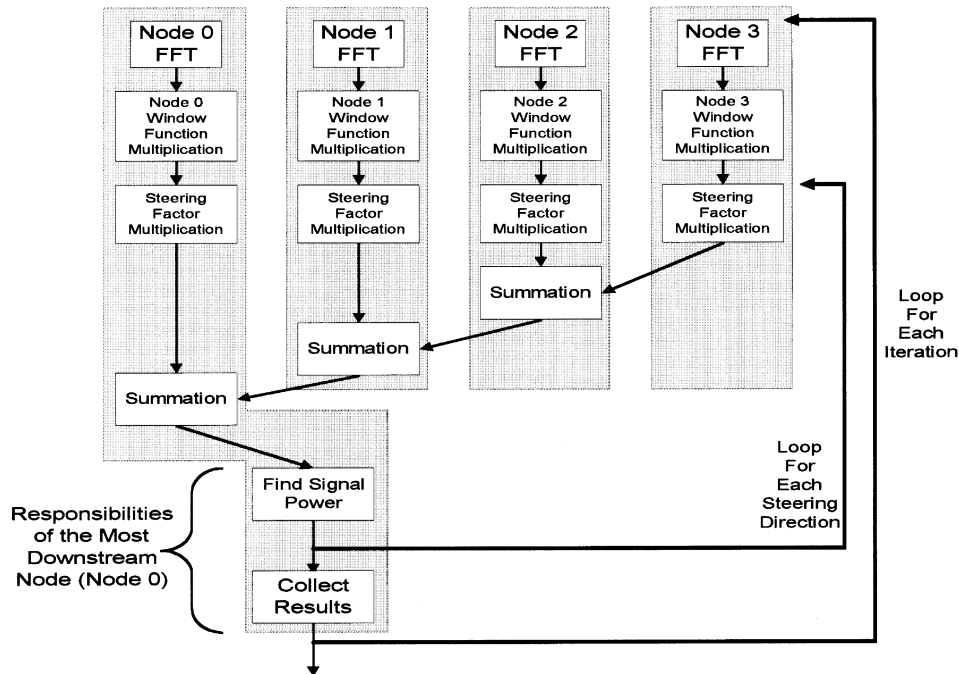 Node 0
FFT
Node 1
FFT
Node 2
FFT
Node 3
FFT
Node 0
Window
Function
Multiplication
Node 1
Window
Function
Multiplication
Node 2
Window
Function
Multiplication
Node 3
Window
Function
Multiplication
Steering
Factor
Multiplication
Steering
Factor
Multiplication
Steering
Factor
Multiplication
Steering
Factor
Multiplication
Summation
Summation
Summation
Loop
For
Each
Iteration
Loop
For
Each
Steering
Direction
Find Signal
Power
Responsibilities
of the Most
Downstream
Node (Node 0)
Collect
Results